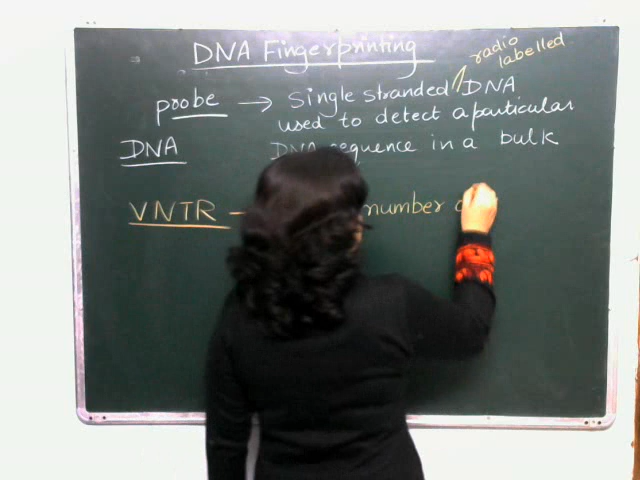 DNA Fingerprinting
radio
labelled
probe → single stranded DNA
used to detect a particular
DNA DNA sequence in a bulk
VNTR – number